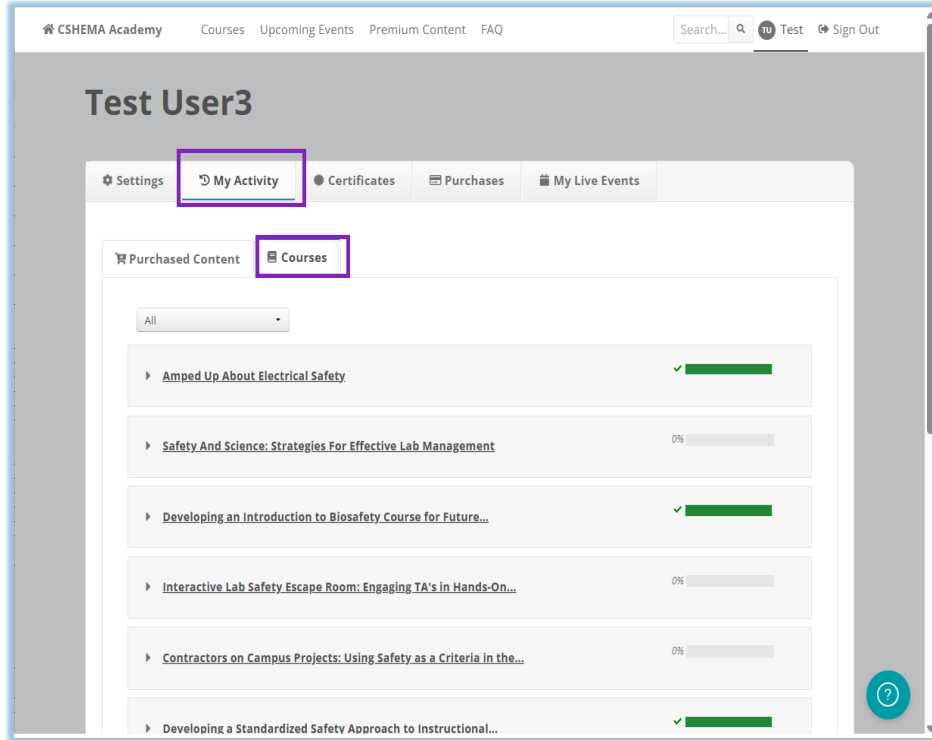 CSHEMA Academy Courses Upcoming Events Premium Content FAQ Search... TU Test Sign Out
Test User3
Settings My Activity Certificates Purchases My Live Events
Purchased Content Courses
All
Amped Up About Electrical Safety
Safety And Science: Strategies For Effective Lab Management 0%
Developing an Introduction to Biosafety Course for Future...
Interactive Lab Safety Escape Room: Engaging TA's in Hands-On... 0%
Contractors on Campus Projects: Using Safety as a Criteria in the... 0%
Developing a Standardized Safety Approach to Instructional...
?